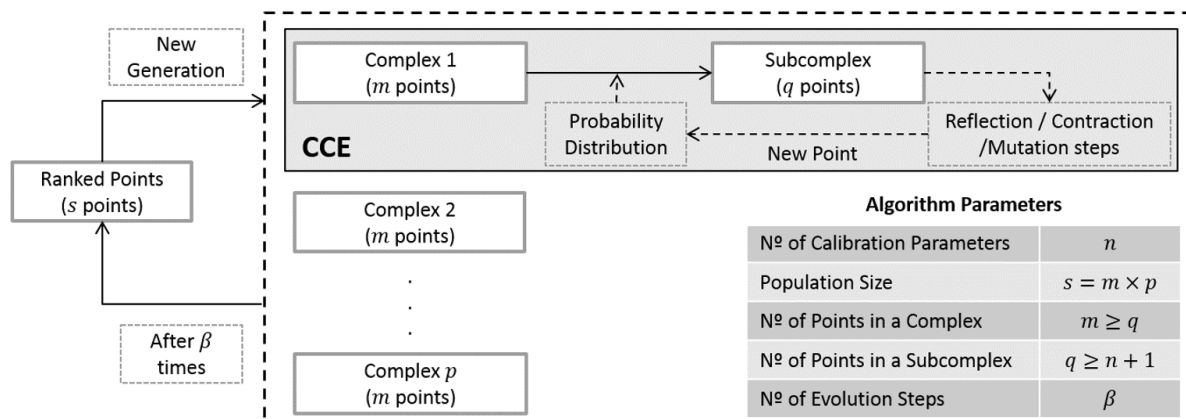 New
Generation
Ranked Points
(s points)
After β
times
Complex 1
(m points)
Subcomplex
(q points)
Probability
Distribution
Reflection / Contraction
/Mutation steps
New Point
CCE
Complex 2
(m points)
.
.
.
Complex p
(m points)
Algorithm Parameters
Nº of Calibration Parameters n
Population Size s = m × p
Nº of Points in a Complex m ≥ q
Nº of Points in a Subcomplex q ≥ n + 1
Nº of Evolution Steps β